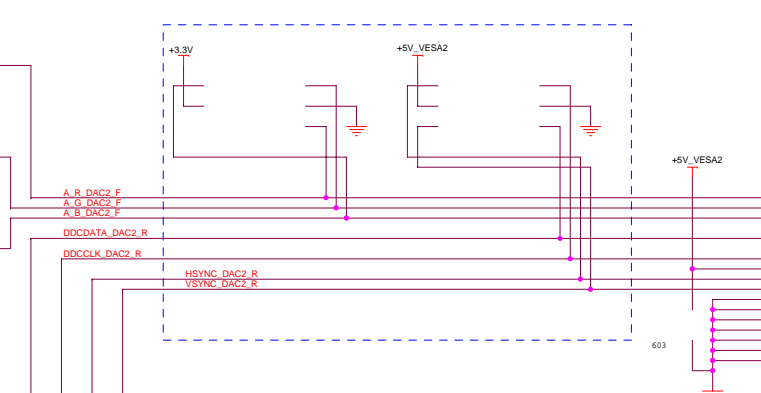 +3.3V
+5V_VESA2
+5V_VESA2
A_R_DAC2_F
A_G_DAC2_F
A_B_DAC2_F
DDCDATA_DAC2_R
DDCCLK_DAC2_R
HSYNC_DAC2_R
VSYNC_DAC2_R
603